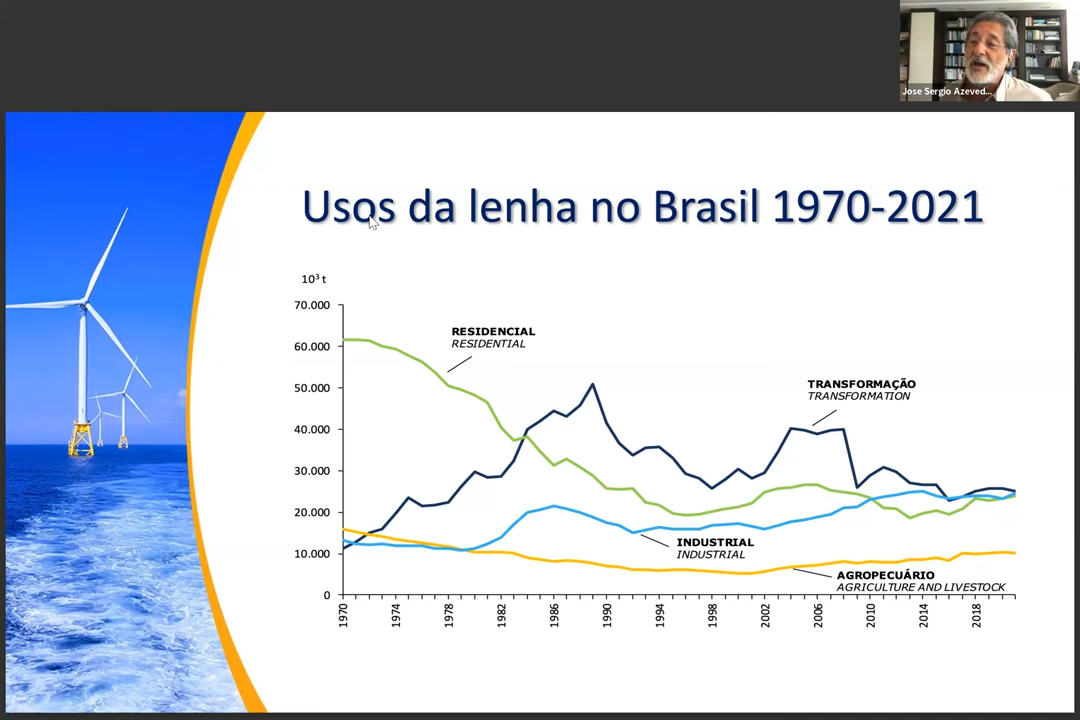 Jose Sergio Azeved...
Usos da lenha no Brasil 1970-2021
10³ t
70.000
60.000
50.000
40.000
30.000
20.000
10.000
0
RESIDENCIAL
RESIDENTIAL
TRANSFORMAÇÃO
TRANSFORMATION
INDUSTRIAL
INDUSTRIAL
AGROPECUÁRIO
AGRICULTURE AND LIVESTOCK
1970
1974
1978
1982
1986
1990
1994
1998
2002
2006
2010
2014
2018